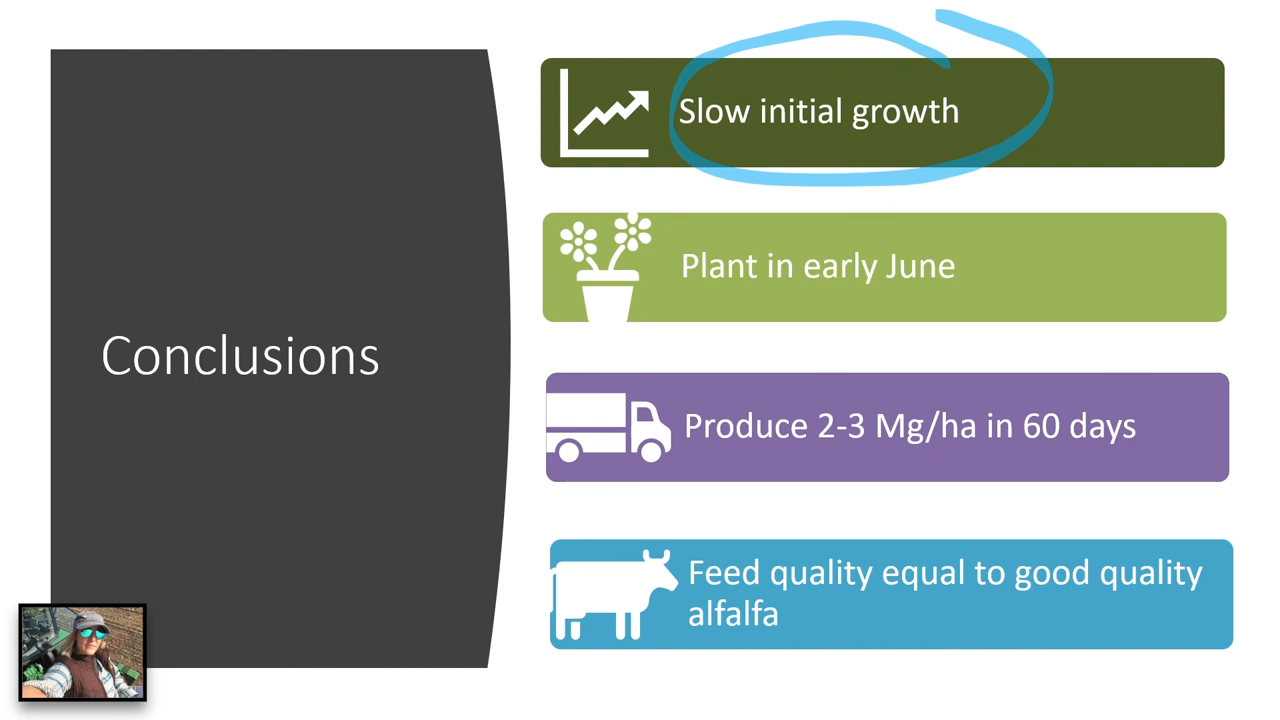 Conclusions
Slow initial growth
Plant in early June
Produce 2-3 Mg/ha in 60 days
Feed quality equal to good quality
alfalfa